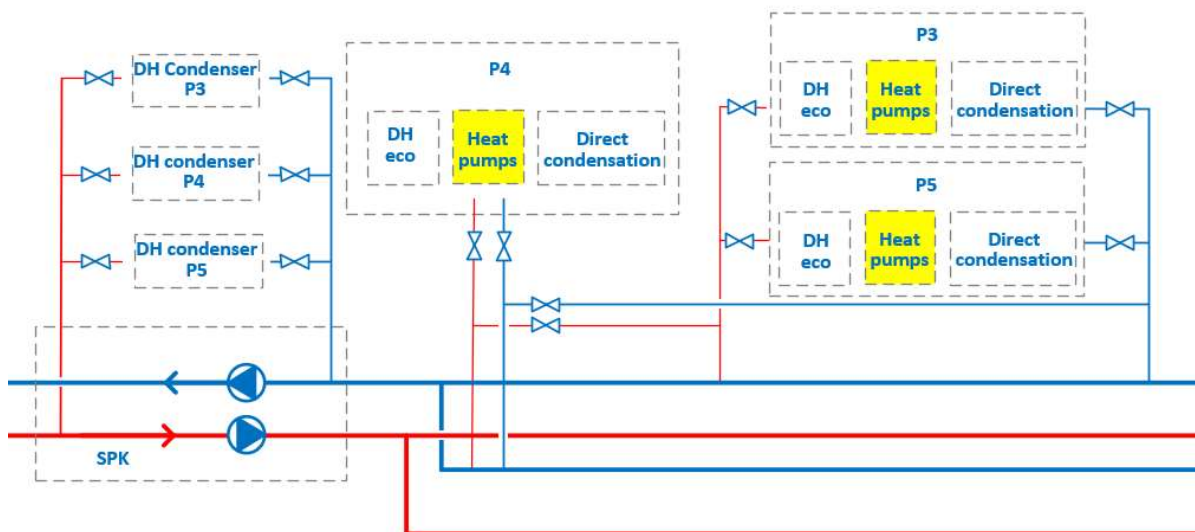 DH Condenser
P3
DH condenser
P4
DH condenser
P5
P4
DH
eco
Heat
pumps
Direct
condensation
P3
DH
eco
Heat
pumps
Direct
condensation
P5
DH
eco
Heat
pumps
Direct
condensation
SPK